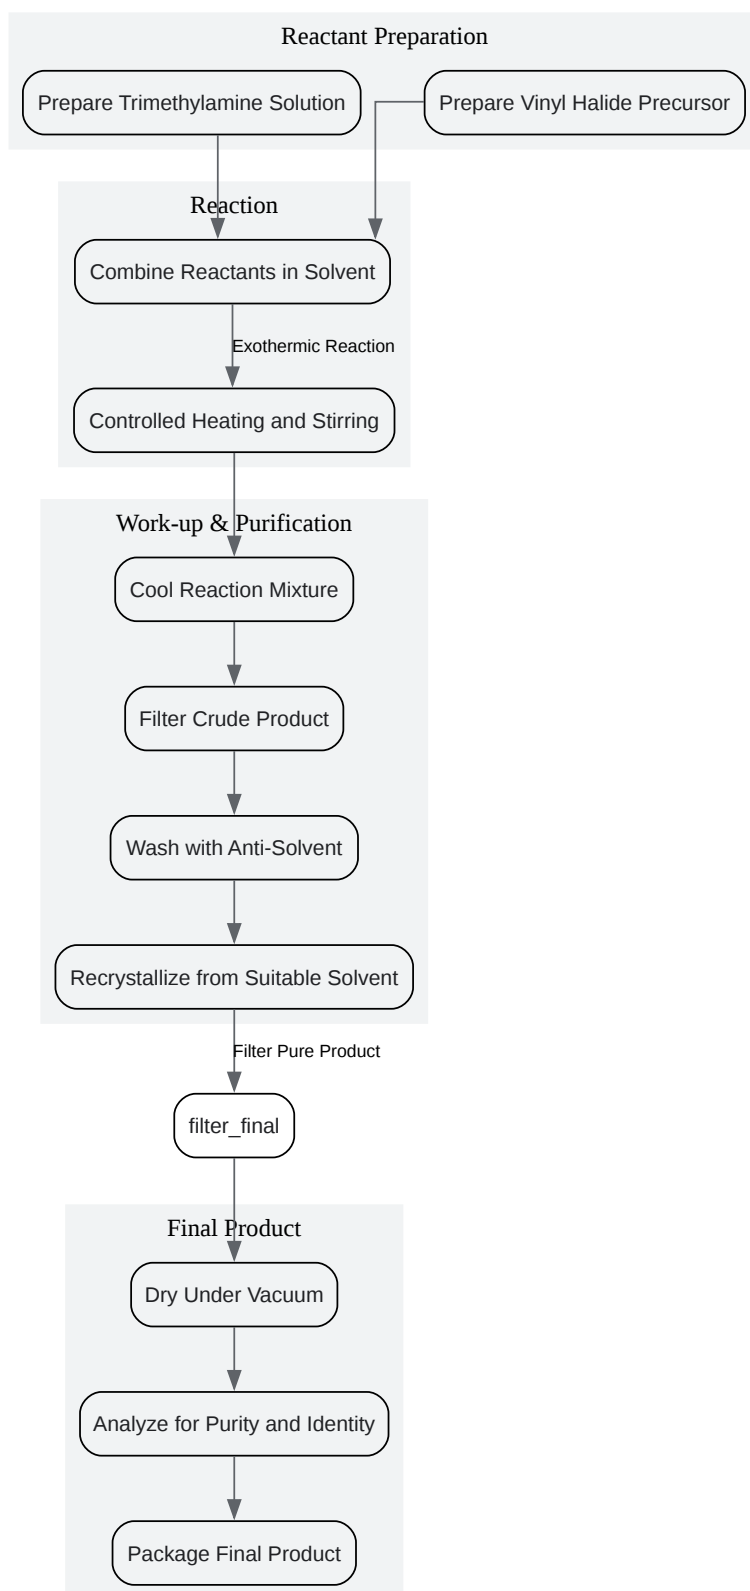 Reactant Preparation
Prepare Trimethylamine Solution
Prepare Vinyl Halide Precursor
Reaction
Combine Reactants in Solvent
Exothermic Reaction
Controlled Heating and Stirring
Work-up & Purification
Cool Reaction Mixture
Filter Crude Product
Wash with Anti-Solvent
Recrystallize from Suitable Solvent
Filter Pure Product
filter_final
Final Product
Dry Under Vacuum
Analyze for Purity and Identity
Package Final Product